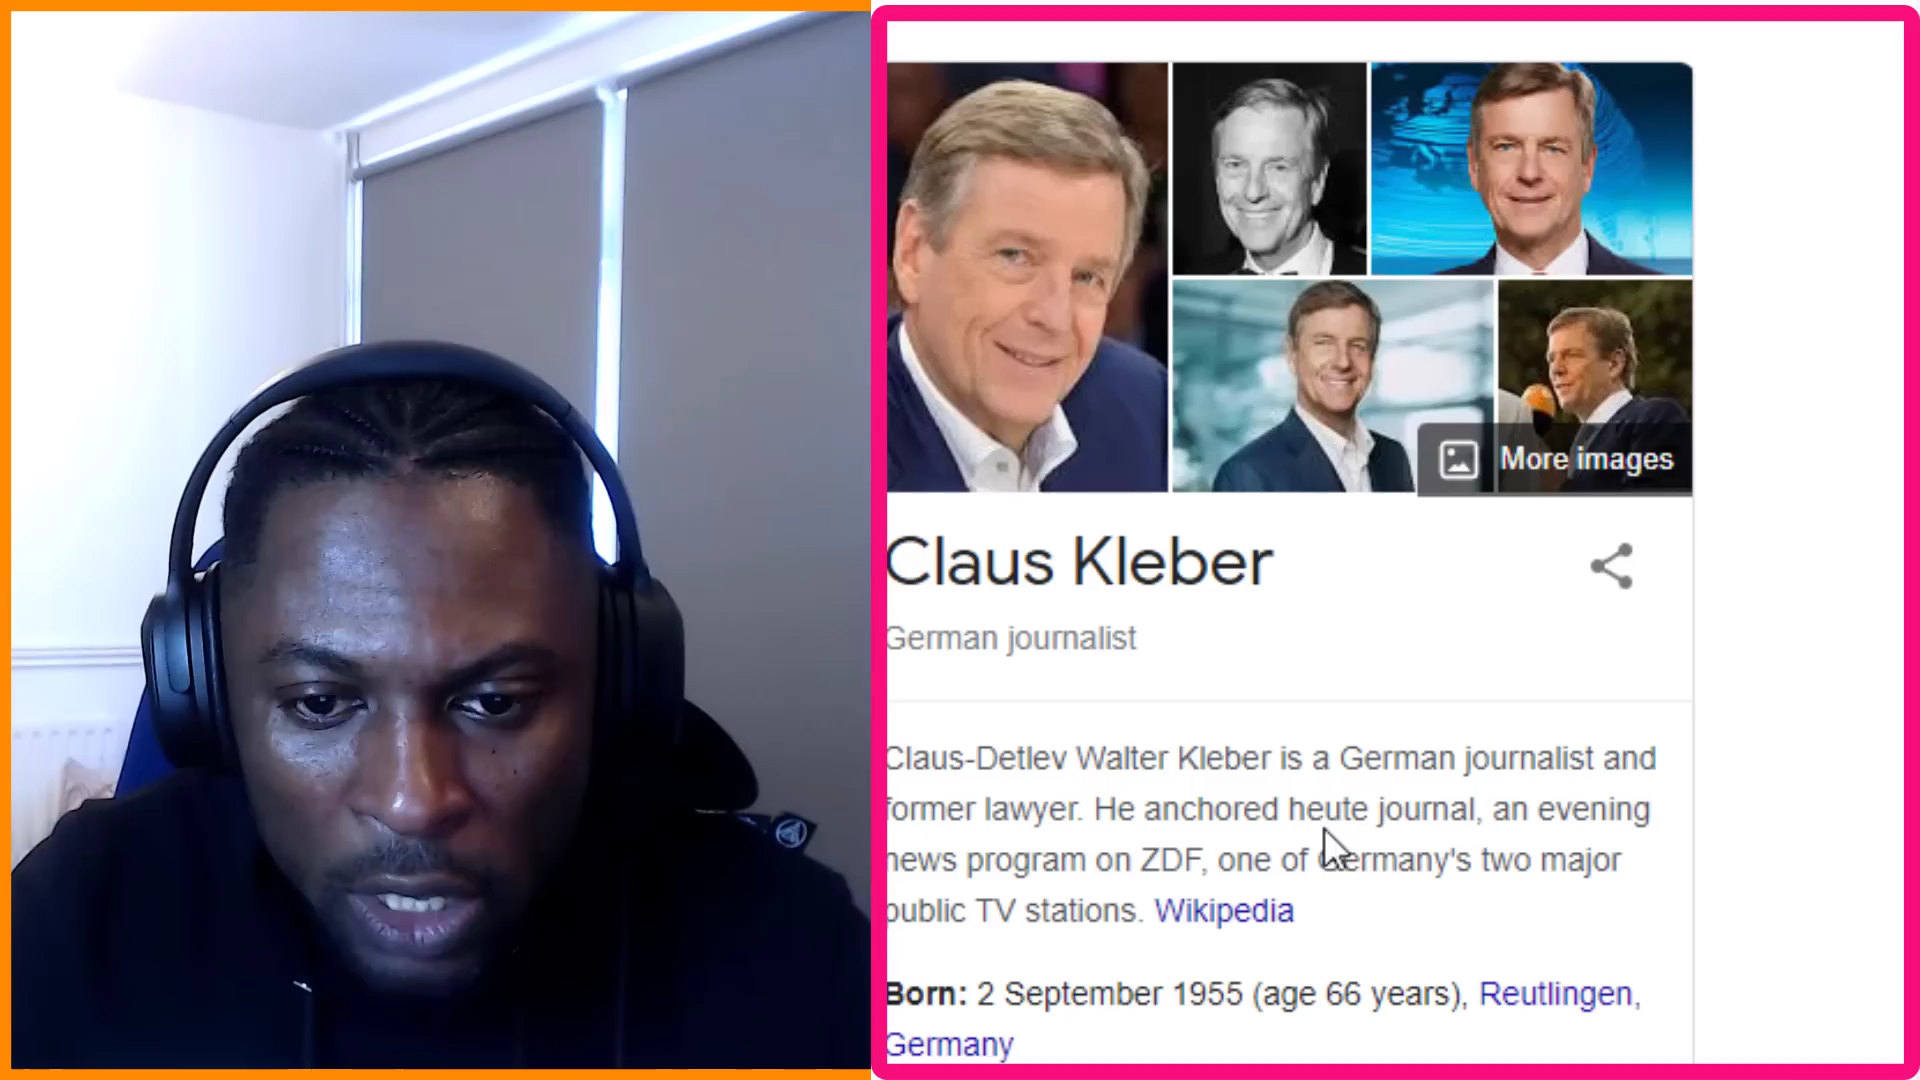 More images
Claus Kleber
German journalist
Claus-Detlev Walter Kleber is a German journalist and
former lawyer. He anchored heute journal, an evening
news program on ZDF, one of Germany's two major
public TV stations. Wikipedia
Born: 2 September 1955 (age 66 years), Reutlingen,
Germany